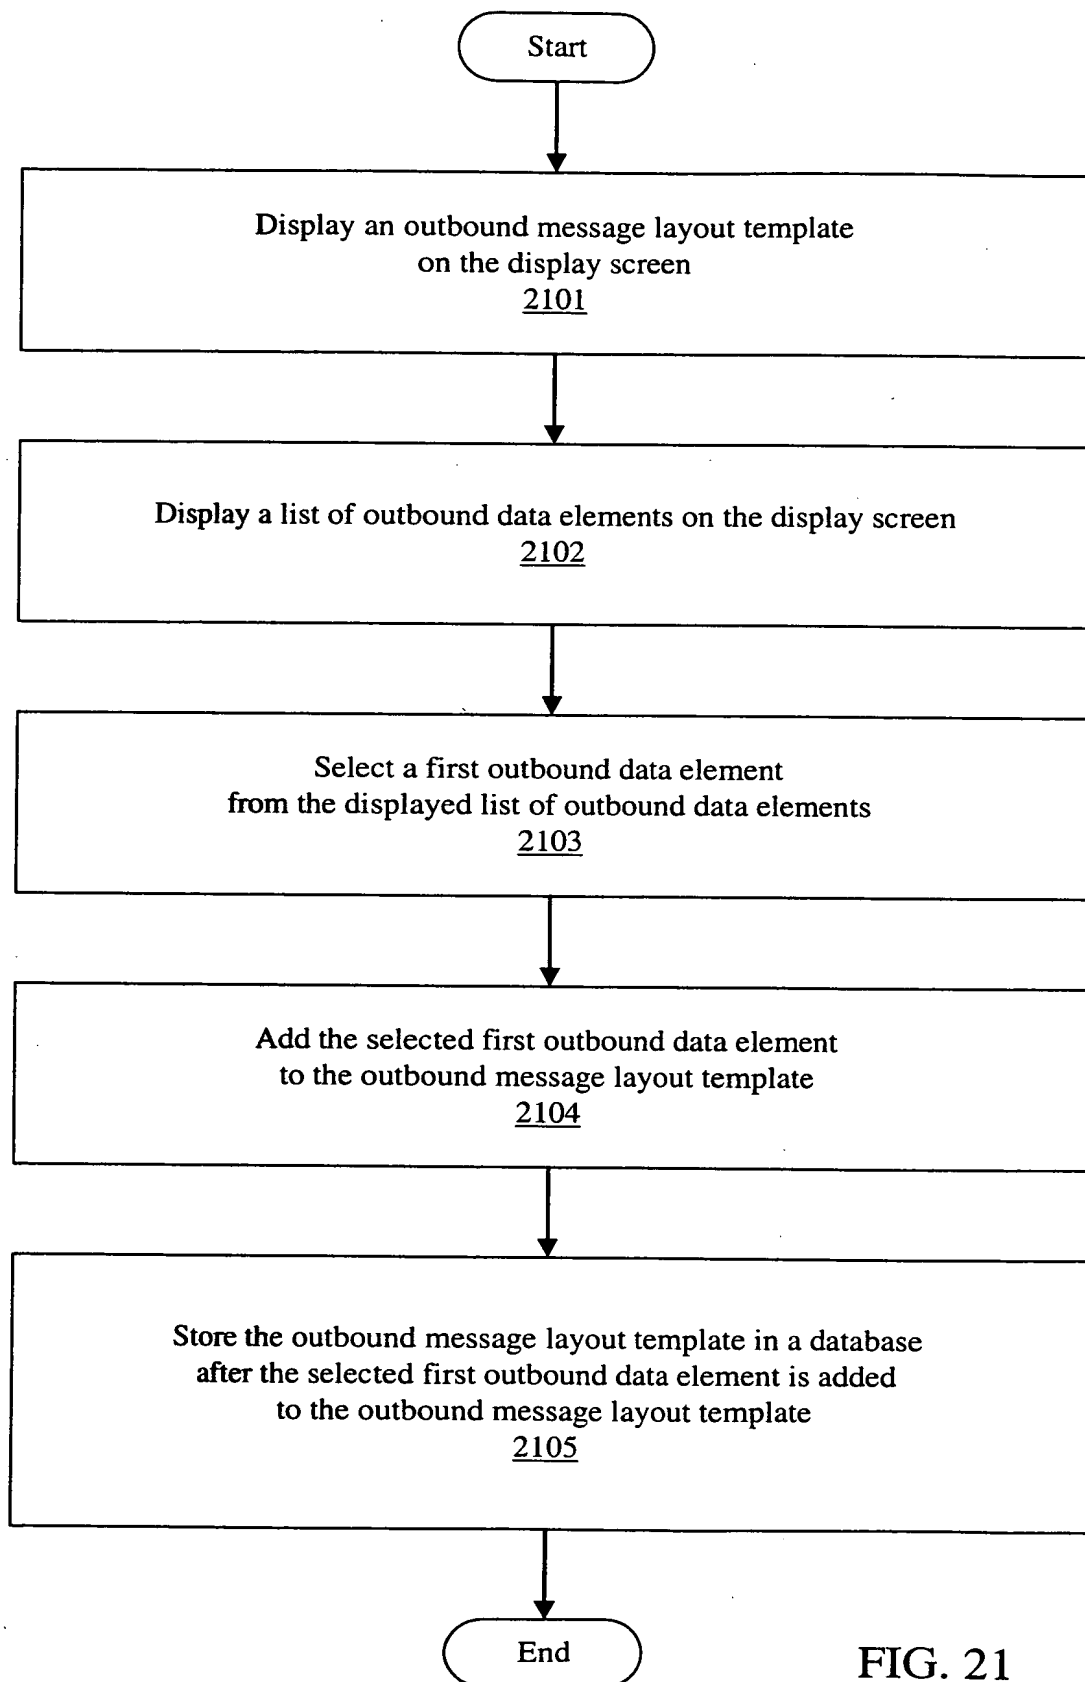 Start
Display an outbound message layout template
on the display screen
2101
Display a list of outbound data elements on the display screen
2102
Select a first outbound data element
from the displayed list of outbound data elements
2103
Add the selected first outbound data element
to the outbound message layout template
2104
Store the outbound message layout template in a database
after the selected first outbound data element is added
to the outbound message layout template
2105
End
FIG. 21